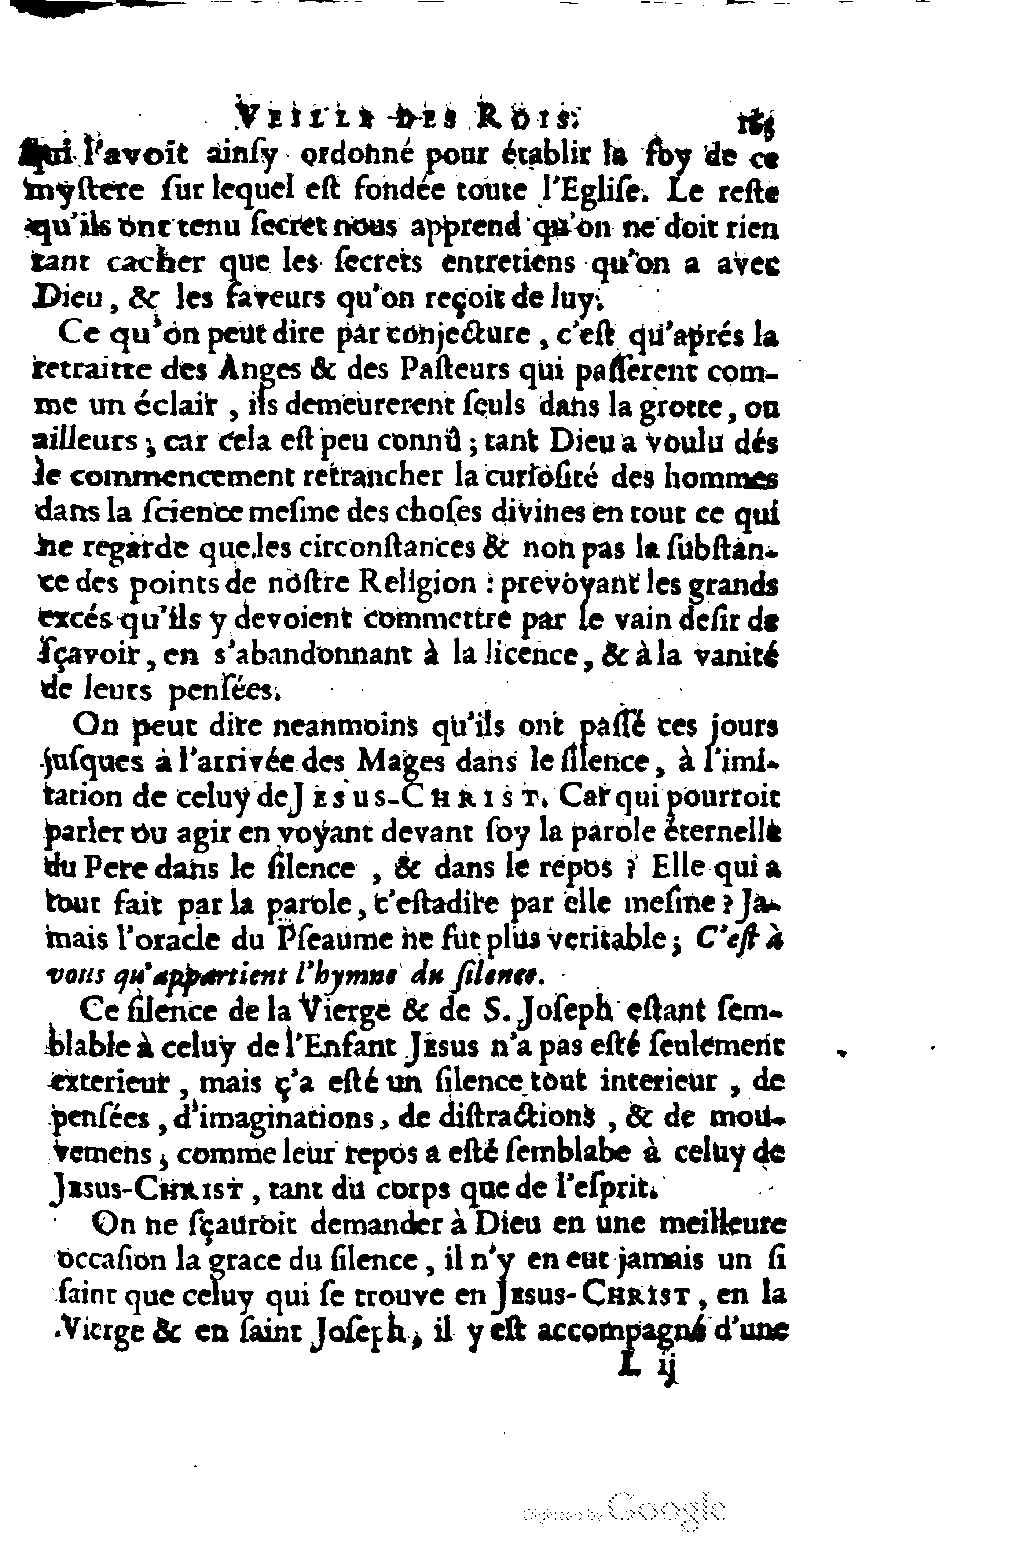 VEILLE DES ROIS.
qui l'avoit ainſy ordonné pour établir la foy de ce
myſtere ſur lequel eſt fondée toute l'Egliſe. Le reſte
qu'ils ont tenu ſecret nous apprend qu'on ne doit rien
tant cacher que les ſecrets entretiens qu'on a avec
Dieu, & les faveurs qu'on reçoit de luy.
Ce qu'on peut dire par conjecture, c'eſt qu'aprés la
retraitte des Anges & des Paſteurs qui paſſerent com-
me un éclair, ils demeurerent ſeuls dans la grotte, ou
ailleurs; car cela eſt peu connû; tant Dieu a voulu dés
le commencement retrancher la curioſité des hommes
dans la ſcience meſme des choſes divines en tout ce qui
ne regarde que les circonſtances & non pas la ſubſtan-
ce des points de nôſtre Religion : prevoyant les grands
excés qu'ils y devoient commettre par le vain deſir de
ſçavoir, en s'abandonnant à la licence, & à la vanité
de leurs penſées.
On peut dire neanmoins qu'ils ont paſſé ces jours
juſques à l'arrivée des Mages dans le ſilence, à l'imi-
tation de celuy de JESUS-CHRIST. Car qui pourroit
parler ou agir en voyant devant ſoy la parole éternelle
du Pere dans le ſilence, & dans le repos ? Elle qui a
tout fait par la parole, c'eſtadire par elle meſme ? Ja-
mais l'oracle du Pſeaume ne fut plus veritable; C'eſt à
vous qu'appartient l'hymne du ſilence.
Ce ſilence de la Vierge & de S. Joſeph eſtant ſem-
blable à celuy de l'Enfant JESUS n'a pas eſté ſeulement
exterieur, mais ç'a eſté un ſilence tout interieur, de
penſées, d'imaginations, de diſtractions, & de mou-
vemens, comme leur repos a eſté ſemblabe à celuy de
JESUS-CHRIST, tant du corps que de l'eſprit.
On ne ſçauroit demander à Dieu en une meilleure
occaſion la grace du ſilence, il n'y en eut jamais un ſi
ſaint que celuy qui ſe trouve en JESUS-CHRIST, en la
Vierge & en ſaint Joſeph, il y eſt accompagné d'une
L ij
Digitized by Google